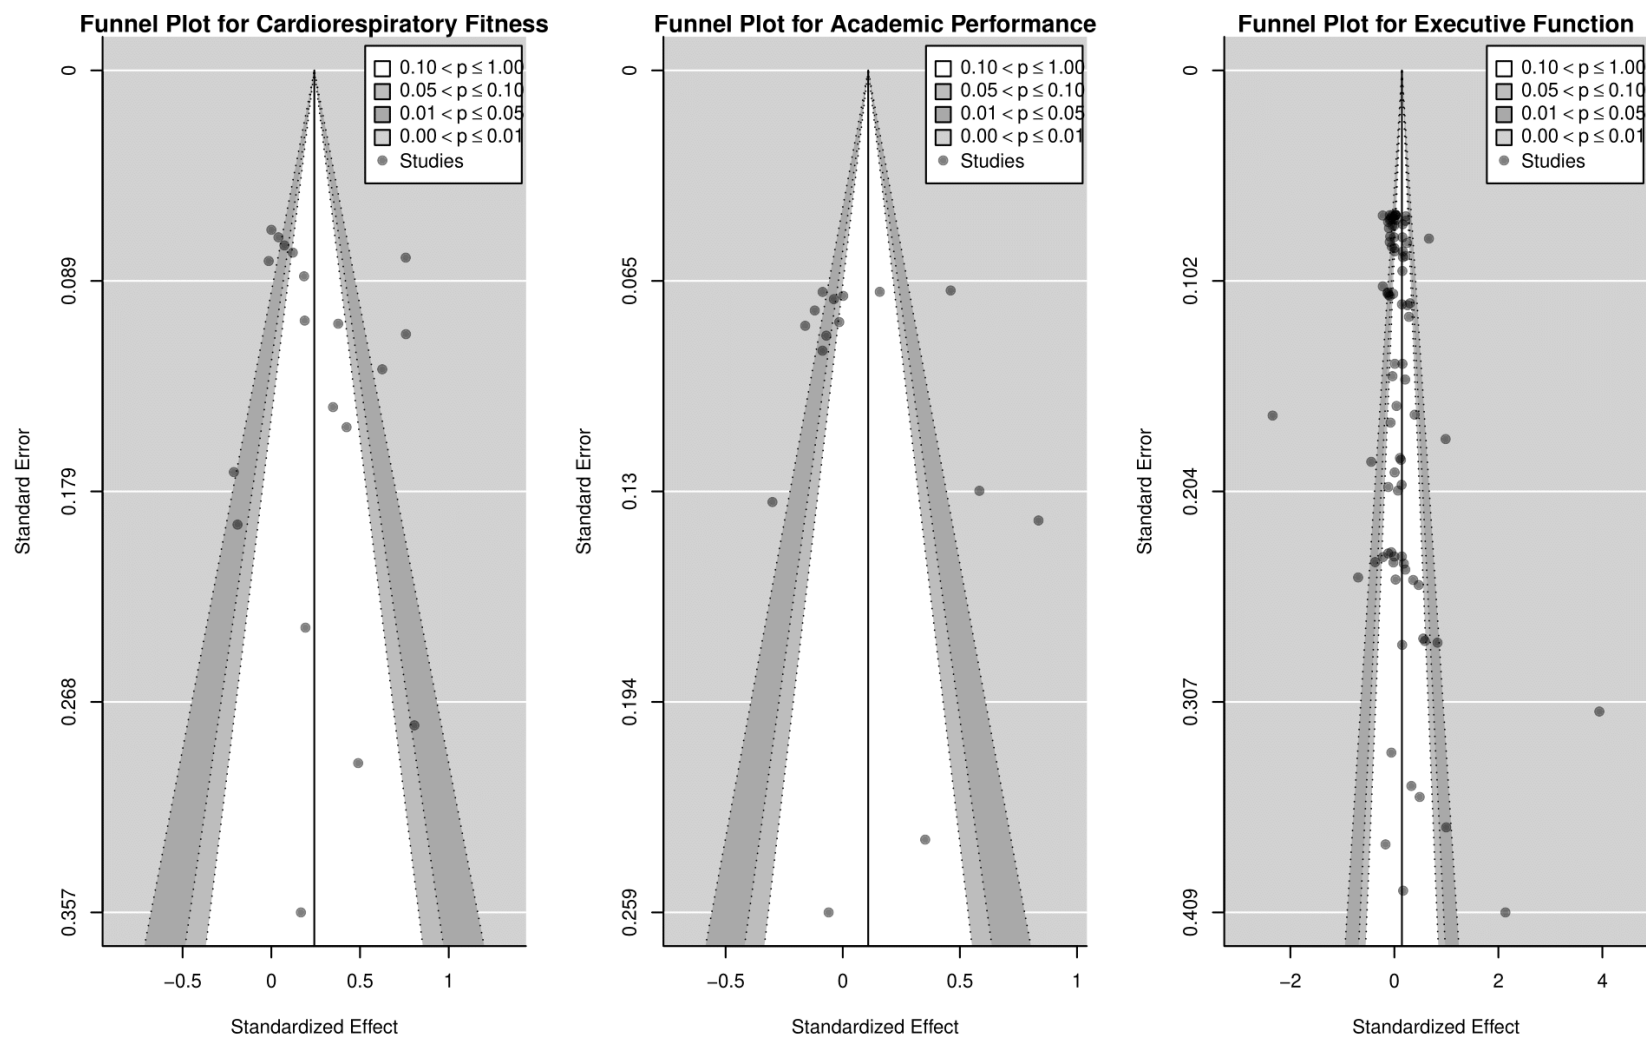 Funnel Plot for Cardiorespiratory Fitness
0.10 < p ≤ 1.00
0.05 < p ≤ 0.10
0.01 < p ≤ 0.05
0.00 < p ≤ 0.01
Studies
0
0.089
0.179
0.268
0.357
Standard Error
−0.5
0
0.5
1
Standardized Effect
Funnel Plot for Academic Performance
0.10 < p ≤ 1.00
0.05 < p ≤ 0.10
0.01 < p ≤ 0.05
0.00 < p ≤ 0.01
Studies
0
0.065
0.13
0.194
0.259
Standard Error
−0.5
0
0.5
1
Standardized Effect
Funnel Plot for Executive Function
0.10 < p ≤ 1.00
0.05 < p ≤ 0.10
0.01 < p ≤ 0.05
0.00 < p ≤ 0.01
Studies
0
0.102
0.204
0.307
0.409
Standard Error
−2
0
2
4
Standardized Effect